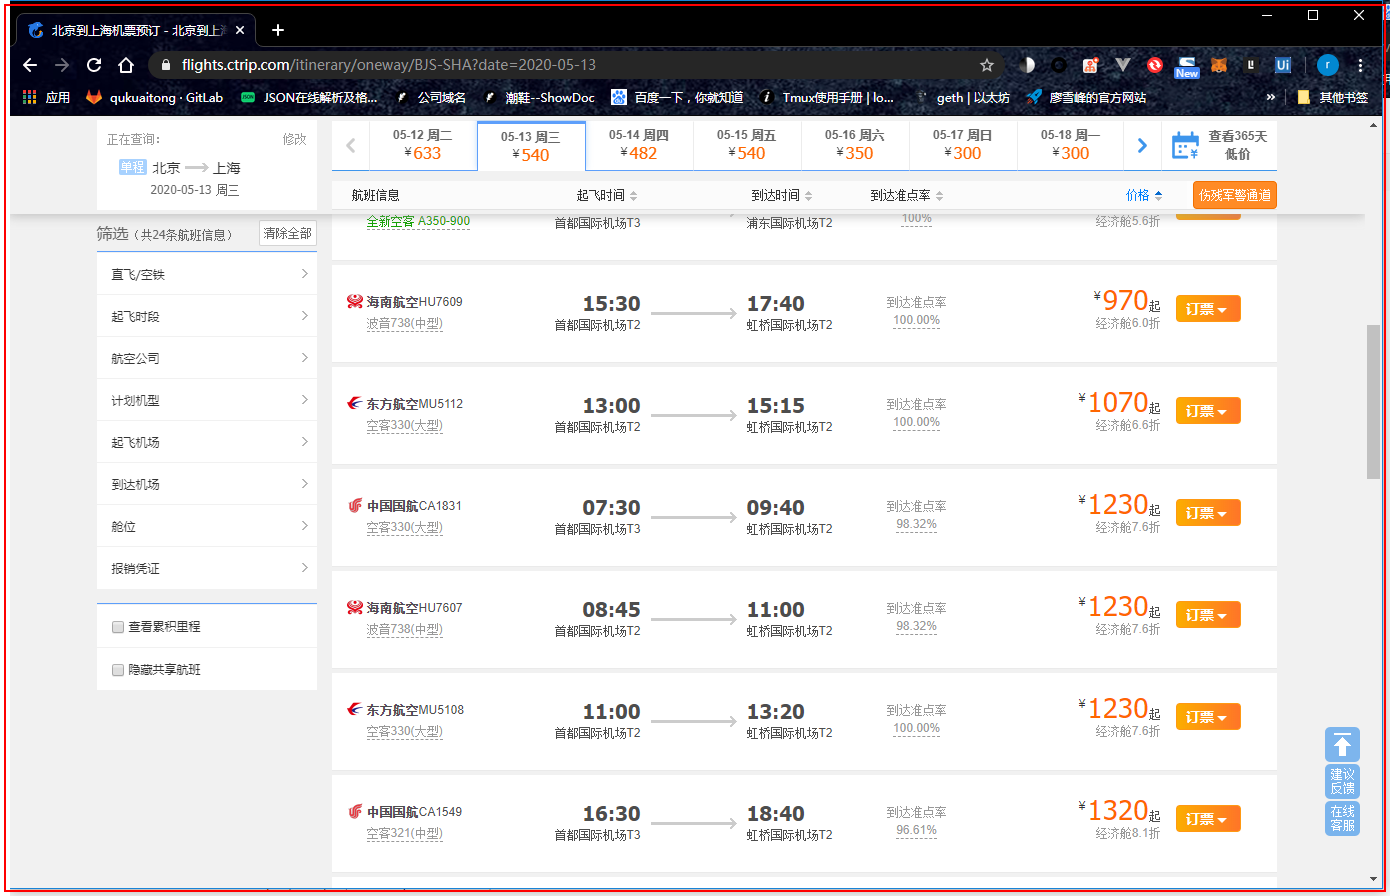 北京到上海机票预订 - 北京到上海
flights.ctrip.com/itinerary/oneway/BJS-SHA?date=2020-05-13
New
Ui
r
应用
qukuaitong · GitLab
JSON在线解析及格...
公司域名
潮鞋--ShowDoc
百度一下，你就知道
Tmux使用手册 | lo...
geth | 以太坊
廖雪峰的官方网站
»
其他书签
正在查询：
修改
单程 北京 上海
2020-05-13 周三
05-12 周二
¥633
05-13 周三
¥540
05-14 周四
¥482
05-15 周五
¥540
05-16 周六
¥350
05-17 周日
¥300
05-18 周一
¥300
查看365天
低价
航班信息 起飞时间 到达时间 到达准点率 价格 伤残军警通道
筛选（共24条航班信息） 清除全部
直飞/空铁
起飞时段
航空公司
计划机型
起飞机场
到达机场
舱位
报销凭证
查看累积里程
隐藏共享航班
全新空客 A350-900 首都国际机场T3 浦东国际机场T2 100% 经济舱5.6折
海南航空HU7609 15:30 17:40 到达准点率 ¥970起 订票
波音738(中型) 首都国际机场T2 虹桥国际机场T2 100.00% 经济舱6.0折
东方航空MU5112 13:00 15:15 到达准点率 ¥1070起 订票
空客330(大型) 首都国际机场T2 虹桥国际机场T2 100.00% 经济舱6.6折
中国国航CA1831 07:30 09:40 到达准点率 ¥1230起 订票
空客330(大型) 首都国际机场T3 虹桥国际机场T2 98.32% 经济舱7.6折
海南航空HU7607 08:45 11:00 到达准点率 ¥1230起 订票
波音738(中型) 首都国际机场T2 虹桥国际机场T2 98.32% 经济舱7.6折
东方航空MU5108 11:00 13:20 到达准点率 ¥1230起 订票
空客330(大型) 首都国际机场T2 虹桥国际机场T2 100.00% 经济舱7.6折
中国国航CA1549 16:30 18:40 到达准点率 ¥1320起 订票
空客321(中型) 首都国际机场T3 虹桥国际机场T2 96.61% 经济舱8.1折
建议
反馈
在线
客服